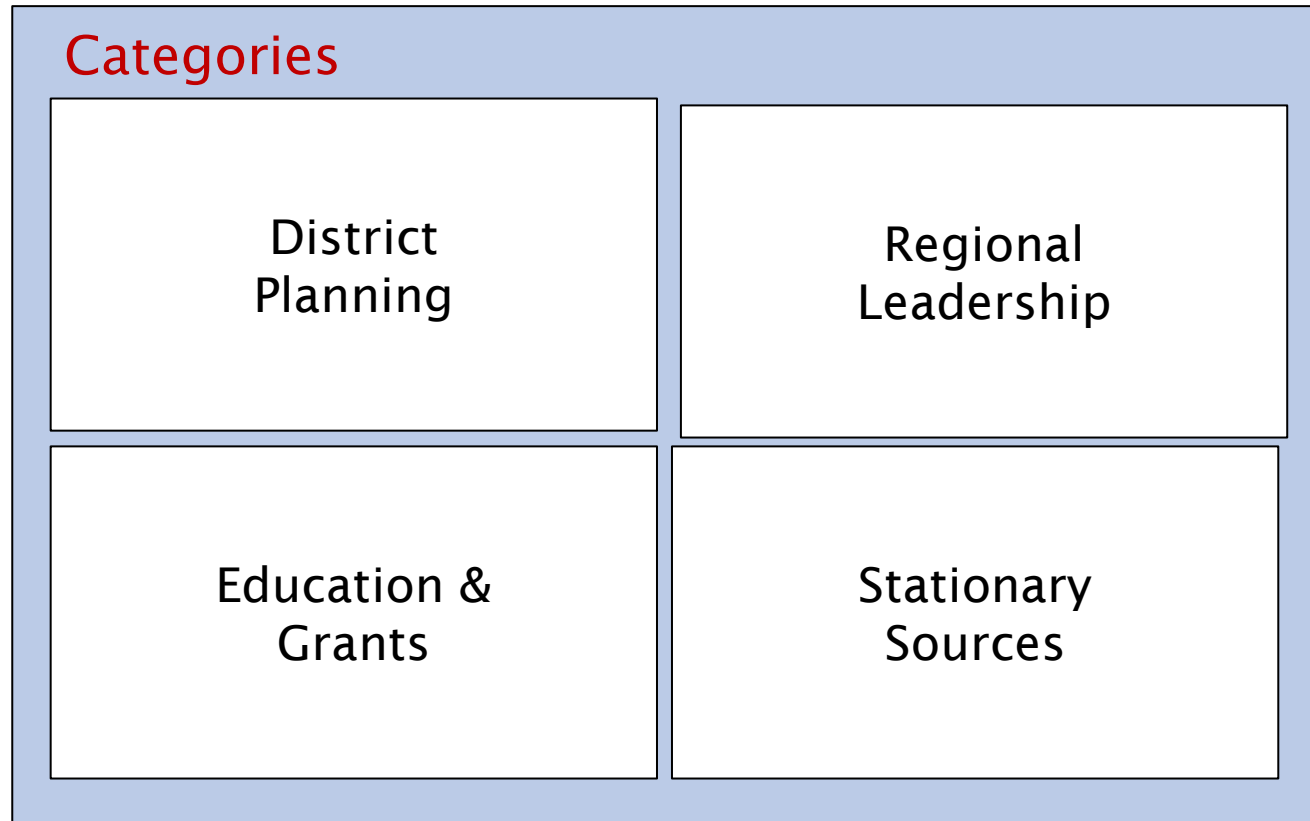 Categories
District
Planning
Regional
Leadership
Education &
Grants
Stationary
Sources